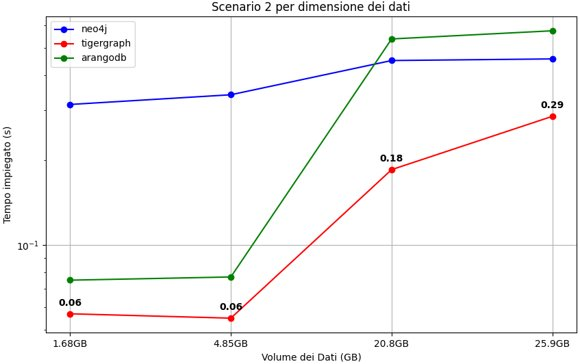 Scenario 2 per dimensione dei dati
neo4j
tigergraph
arangodb
Tempo impiegato (s)
10⁻¹
0.06
0.06
0.18
0.29
1.68GB
4.85GB
20.8GB
25.9GB
Volume dei Dati (GB)